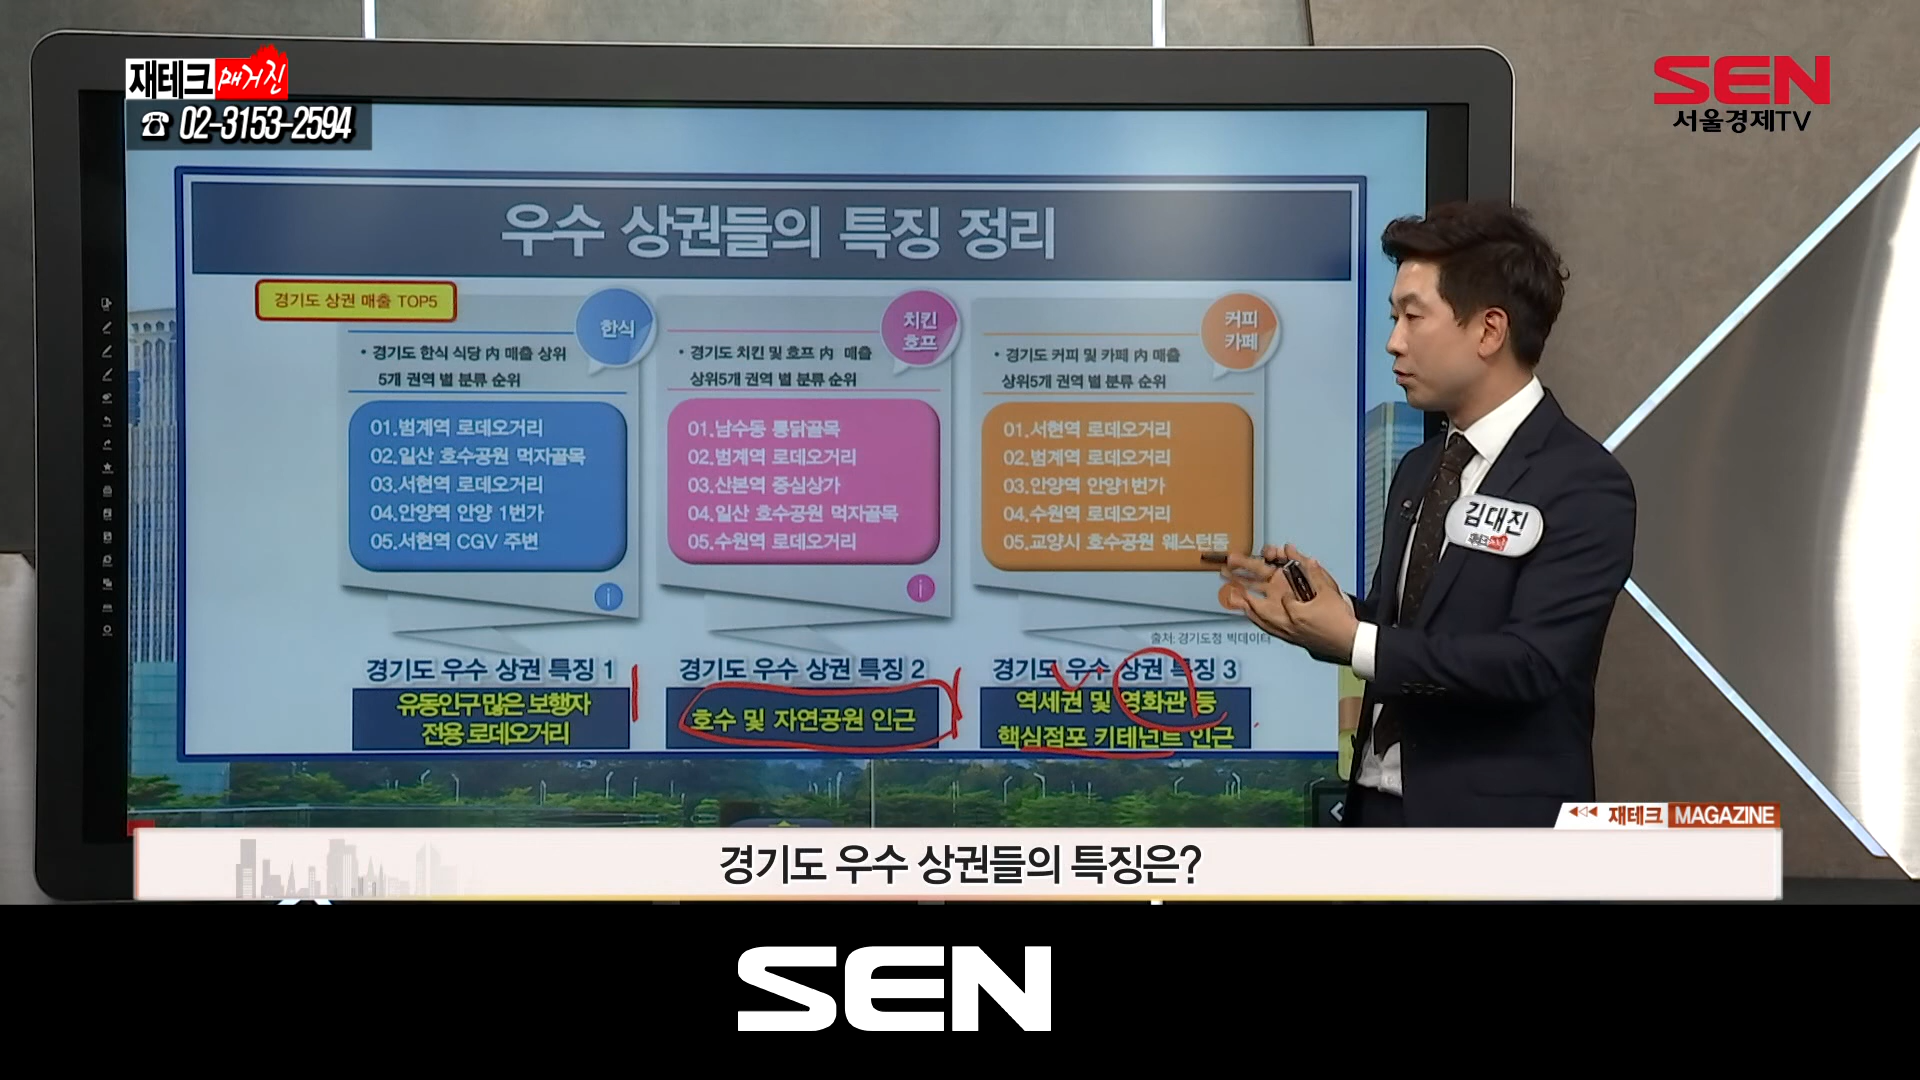 재테크 매거진
☎ 02-3153-2594
SEN
서울경제TV
우수 상권들의 특징 정리
경기도 상권 매출 TOP5
한식
• 경기도 한식 식당 內 매출 상위
5개 권역 별 분류 순위
01.범계역 로데오거리
02.일산 호수공원 먹자골목
03.서현역 로데오거리
04.안양역 안양 1번가
05.서현역 CGV 주변
i
경기도 우수 상권 특징 1
유동인구 많은 보행자
전용 로데오거리
치킨
호프
• 경기도 치킨 및 호프 內 매출
상위5개 권역 별 분류 순위
01.남수동 통닭골목
02.범계역 로데오거리
03.산본역 중심상가
04.일산 호수공원 먹자골목
05.수원역 로데오거리
i
경기도 우수 상권 특징 2
호수 및 자연공원 인근
커피
카페
• 경기도 커피 및 카페 內 매출
상위5개 권역 별 분류 순위
01.서현역 로데오거리
02.범계역 로데오거리
03.안양역 안양1번가
04.수원역 로데오거리
05.교양시 호수공원 웨스턴돔
출처: 경기도청 빅데이터
경기도 우수 상권 특징 3
역세권 및 영화관 등
핵심점포 키테넌트 인근
김대진
재테크
재테크 MAGAZINE
경기도 우수 상권들의 특징은?
SEN